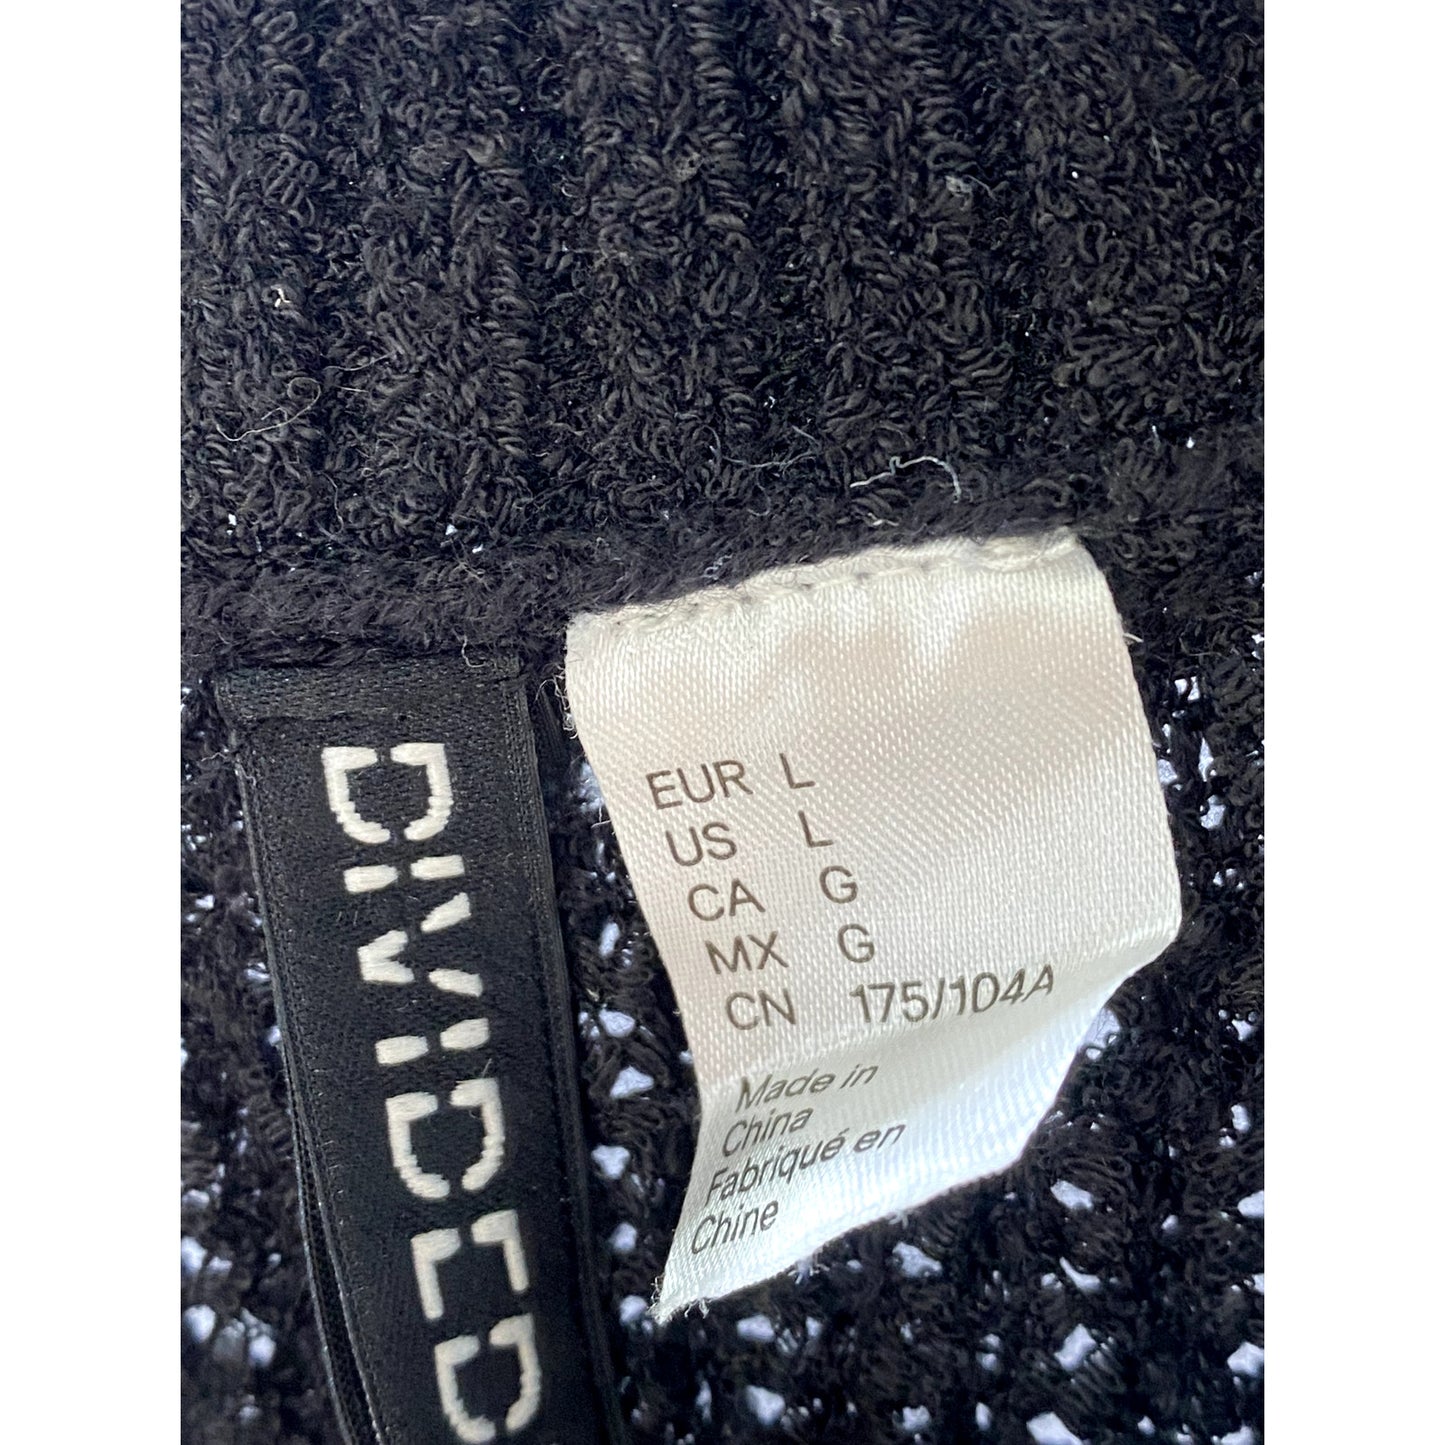 DIVIDED
EUR L
US L
CA G
MX G
CN 175/104A
Made in
China
Fabriqué en
Chine